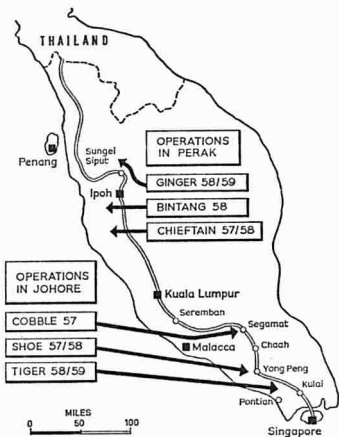 THAILAND
Penang
Sungei
Siput
Ipoh
OPERATIONS
IN PERAK
GINGER 58/59
BINTANG 58
CHIEFTAIN 57/58
OPERATIONS
IN JOHORE
COBBLE 57
SHOE 57/58
TIGER 58/59
Kuala Lumpur
Seremban
Segamat
Malacca
Chaah
Yong Peng
Kulai
Pontian
Singapore
MILES
0 50 100